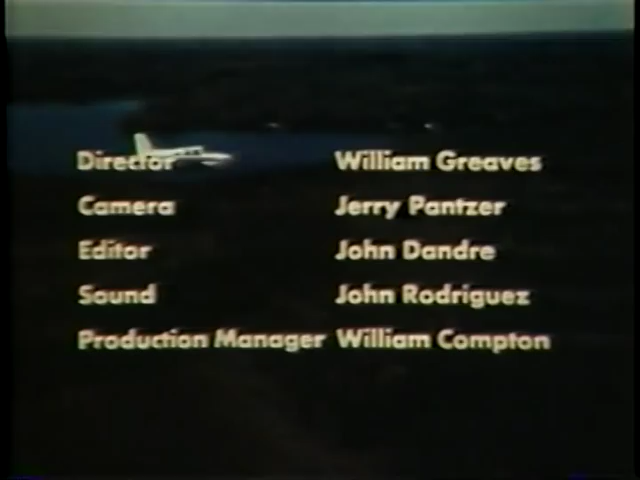 Director William Greaves
Camera Jerry Pantzer
Editor John Dandre
Sound John Rodriguez
Production Manager William Compton